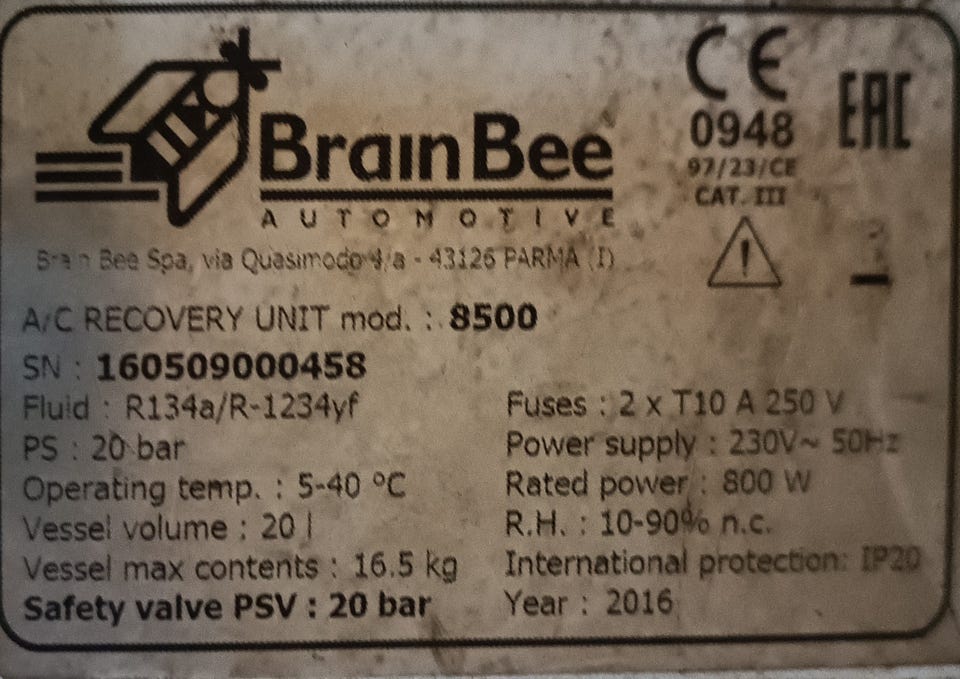 BrainBee
AUTOMOTIVE
CE
0948
97/23/CE
CAT. III
EAC
Brain Bee Spa, via Quasimodo 4/a - 43126 PARMA (I)
A/C RECOVERY UNIT mod. : 8500
SN : 160509000458
Fluid : R134a/R-1234yf
PS : 20 bar
Operating temp. : 5-40 °C
Vessel volume : 20 l
Vessel max contents : 16.5 kg
Safety valve PSV : 20 bar
Fuses : 2 x T10 A 250 V
Power supply : 230V~ 50Hz
Rated power : 800 W
R.H. : 10-90% n.c.
International protection: IP20
Year : 2016